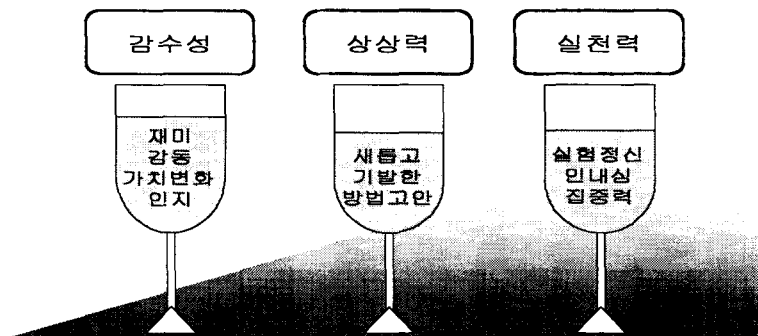 감수성
상상력
실천력
재미
감동
가치변화
인지
새롭고
기발한
방법고안
실험정신
인내심
집중력